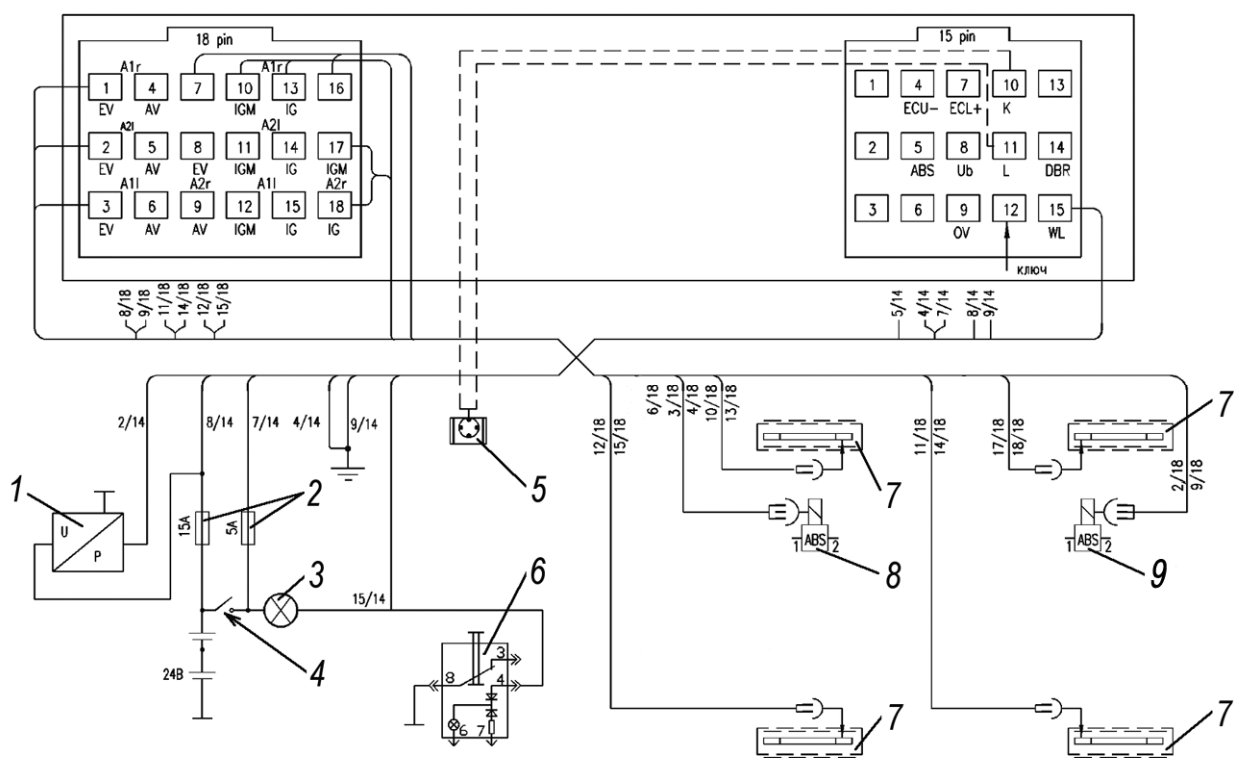 18 pin
15 pin
A1r
A1r
1
4
7
10
13
16
EV
AV
IGM
IG
A2l
A2l
2
5
8
11
14
17
EV
AV
EV
IGM
IG
IGM
A1l
A2r
A1l
A2r
3
6
9
12
15
18
EV
AV
AV
IGM
IG
IG
1
4
7
10
13
ECU-
ECL+
K
2
5
8
11
14
ABS
Ub
L
DBR
3
6
9
12
15
OV
WL
ключ
8/18
9/18
11/18
14/18
12/18
15/18
5/14
4/14
7/14
8/14
9/14
2/14
8/14
7/14
4/14
9/14
12/18
15/18
6/18
3/18
4/18
10/18
13/18
11/18
14/18
17/18
18/18
2/18
9/18
1
U
P
15A
2
5A
3
4
24В
15/14
5
6
3
8
4
6
7
7
7
1
ABS
2
8
1
ABS
2
9
7
7